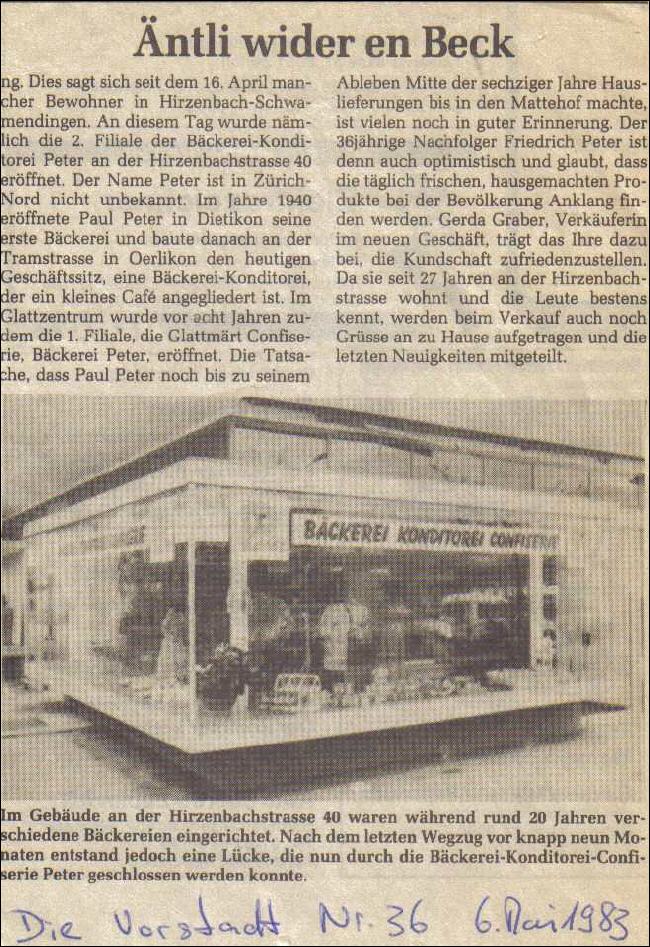 Äntli wider en Beck
ng. Dies sagt sich seit dem 16. April man-
cher Bewohner in Hirzenbach-Schwa-
mendingen. An diesem Tag wurde näm-
lich die 2. Filiale der Bäckerei-Kondi-
torei Peter an der Hirzenbachstrasse 40
eröffnet. Der Name Peter ist in Zürich-
Nord nicht unbekannt. Im Jahre 1940
eröffnete Paul Peter in Dietikon seine
erste Bäckerei und baute danach an der
Tramstrasse in Oerlikon den heutigen
Geschäftssitz, eine Bäckerei-Konditorei,
der ein kleines Café angegliedert ist. Im
Glattzentrum wurde vor acht Jahren zu-
dem die 1. Filiale, die Glattmärt Confise-
rie, Bäckerei Peter, eröffnet. Die Tatsa-
che, dass Paul Peter noch bis zu seinem
Ableben Mitte der sechziger Jahre Haus-
lieferungen bis in den Mattehof machte,
ist vielen noch in guter Erinnerung. Der
36jährige Nachfolger Friedrich Peter ist
denn auch optimistisch und glaubt, dass
die täglich frischen, hausgemachten Pro-
dukte bei der Bevölkerung Anklang fin-
den werden. Gerda Graber, Verkäuferin
im neuen Geschäft, trägt das Ihre dazu
bei, die Kundschaft zufriedenzustellen.
Da sie seit 27 Jahren an der Hirzenbach-
strasse wohnt und die Leute bestens
kennt, werden beim Verkauf auch noch
Grüsse an zu Hause aufgetragen und die
letzten Neuigkeiten mitgeteilt.
BÄCKEREI KONDITOREI CONFISERIE
Im Gebäude an der Hirzenbachstrasse 40 waren während rund 20 Jahren ver-
schiedene Bäckereien eingerichtet. Nach dem letzten Wegzug vor knapp neun Mo-
naten entstand jedoch eine Lücke, die nun durch die Bäckerei-Konditorei-Confi-
serie Peter geschlossen werden konnte.
Die Vorstadt Nr. 36 6. Mai 1983